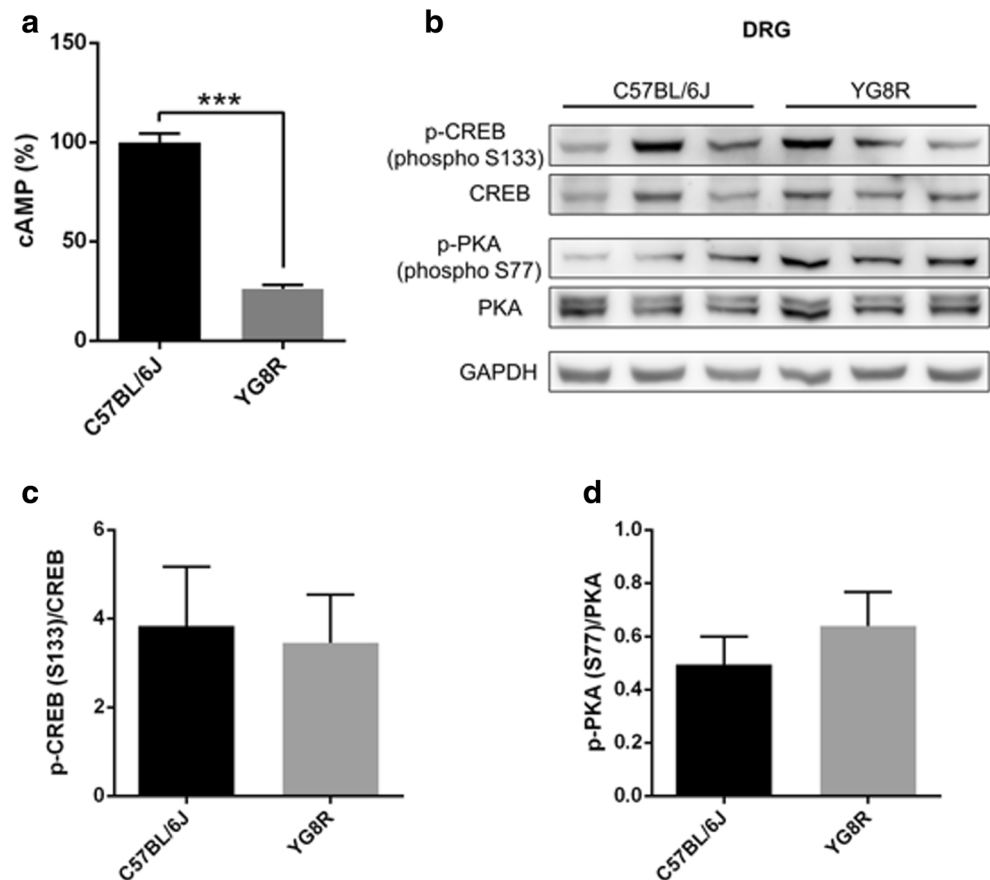 a
150
100
50
0
cAMP (%)
***
C57BL/6J
YG8R
b
DRG
C57BL/6J
YG8R
p-CREB
(phospho S133)
CREB
p-PKA
(phospho S77)
PKA
GAPDH
c
6
4
2
0
p-CREB (S133)/CREB
C57BL/6J
YG8R
d
1.0
0.8
0.6
0.4
0.2
0.0
p-PKA (S77)/PKA
C57BL/6J
YG8R